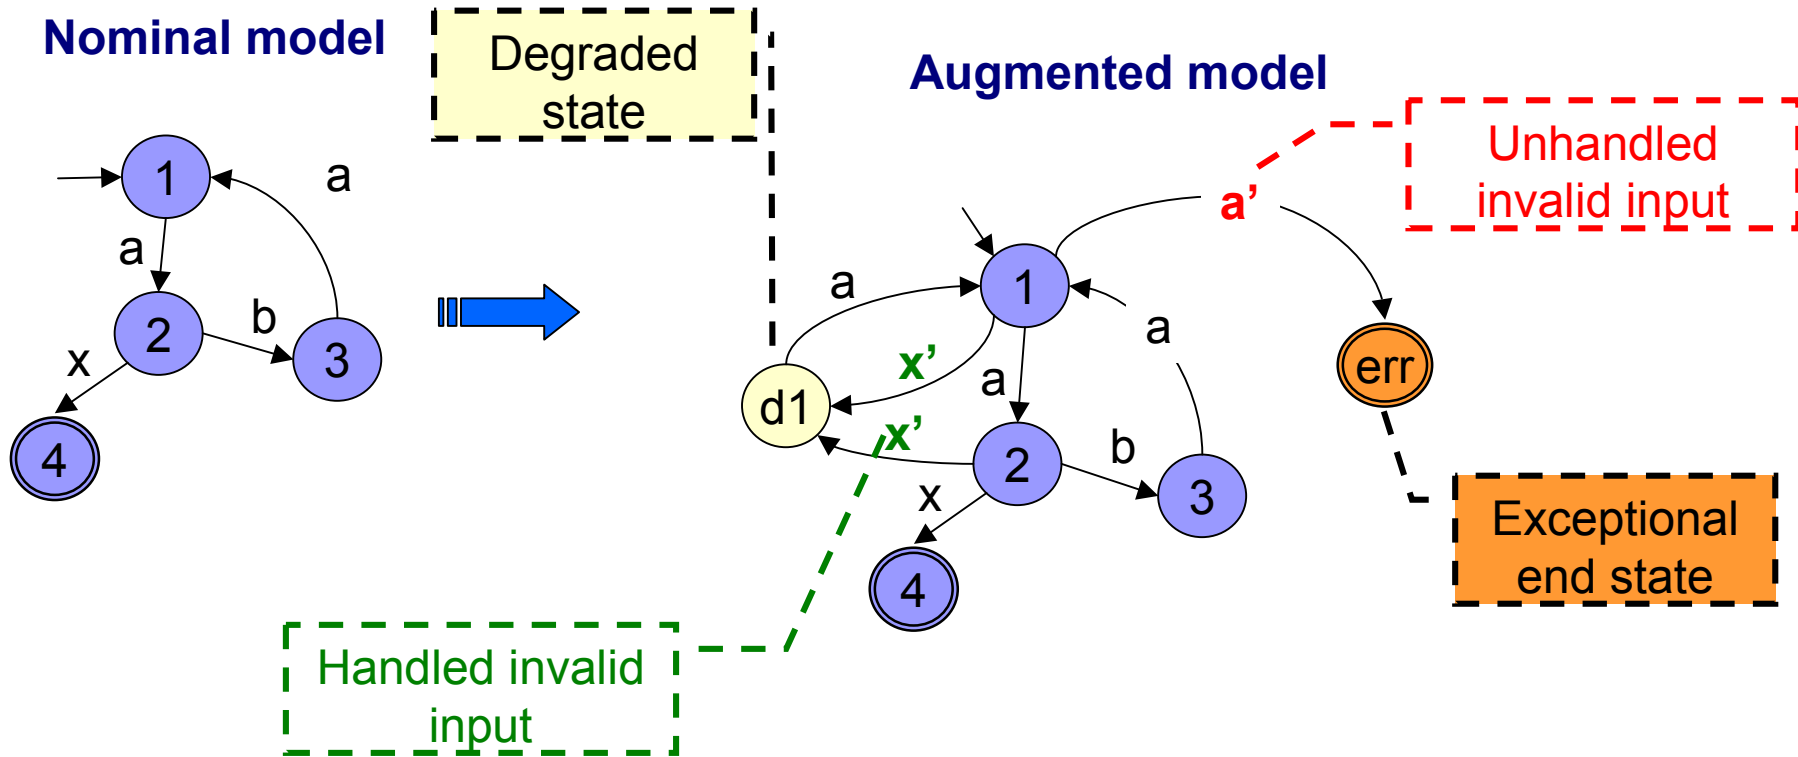 Nominal model
Degraded
state
Augmented model
Unhandled
invalid input
1
a
a
2
b
3
x
4
a’
1
a
a
x’
a
err
d1
x’
2
b
3
x
4
Exceptional
end state
Handled invalid
input